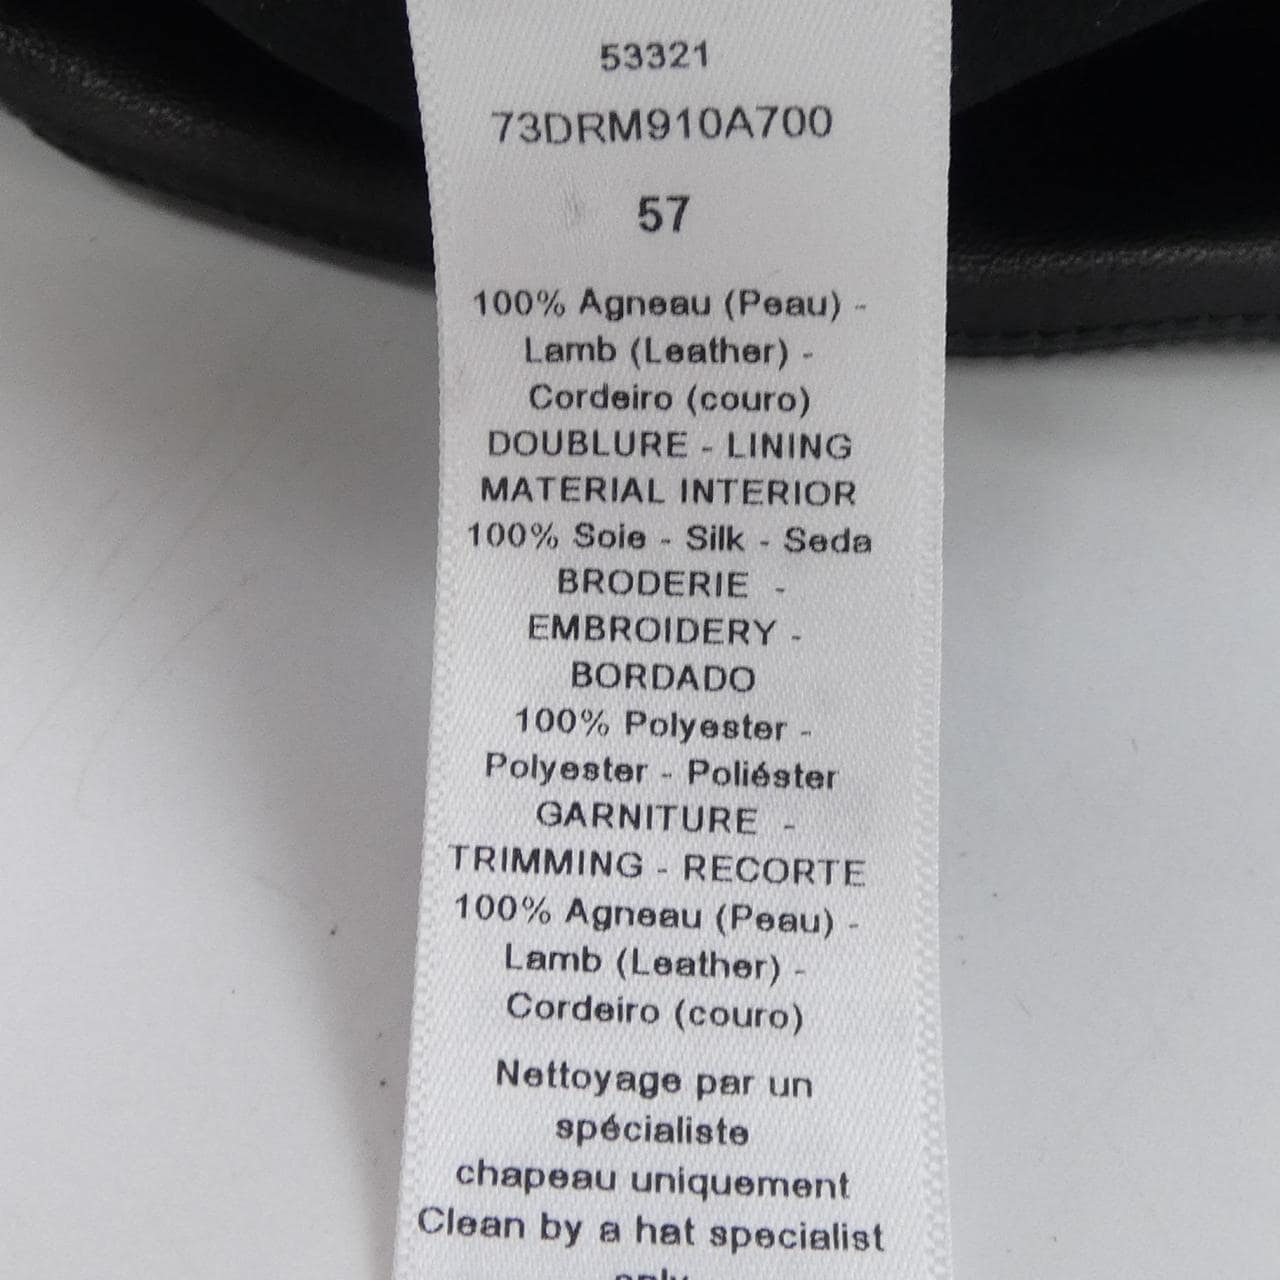 53321
73DRM910A700
57
100% Agneau (Peau) -
Lamb (Leather) -
Cordeiro (couro)
DOUBLURE - LINING
MATERIAL INTERIOR
100% Soie - Silk - Seda
BRODERIE -
EMBROIDERY -
BORDADO
100% Polyester -
Polyester - Poliéster
GARNITURE -
TRIMMING - RECORTE
100% Agneau (Peau) -
Lamb (Leather) -
Cordeiro (couro)
Nettoyage par un
spécialiste
chapeau uniquement
Clean by a hat specialist
only